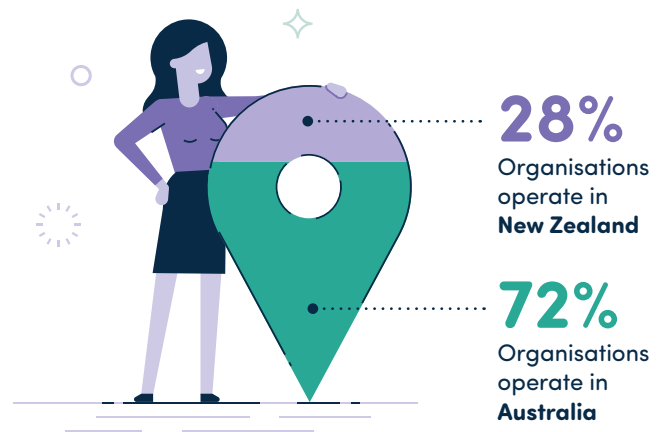 28%
Organisations
operate in
New Zealand
72%
Organisations
operate in
Australia